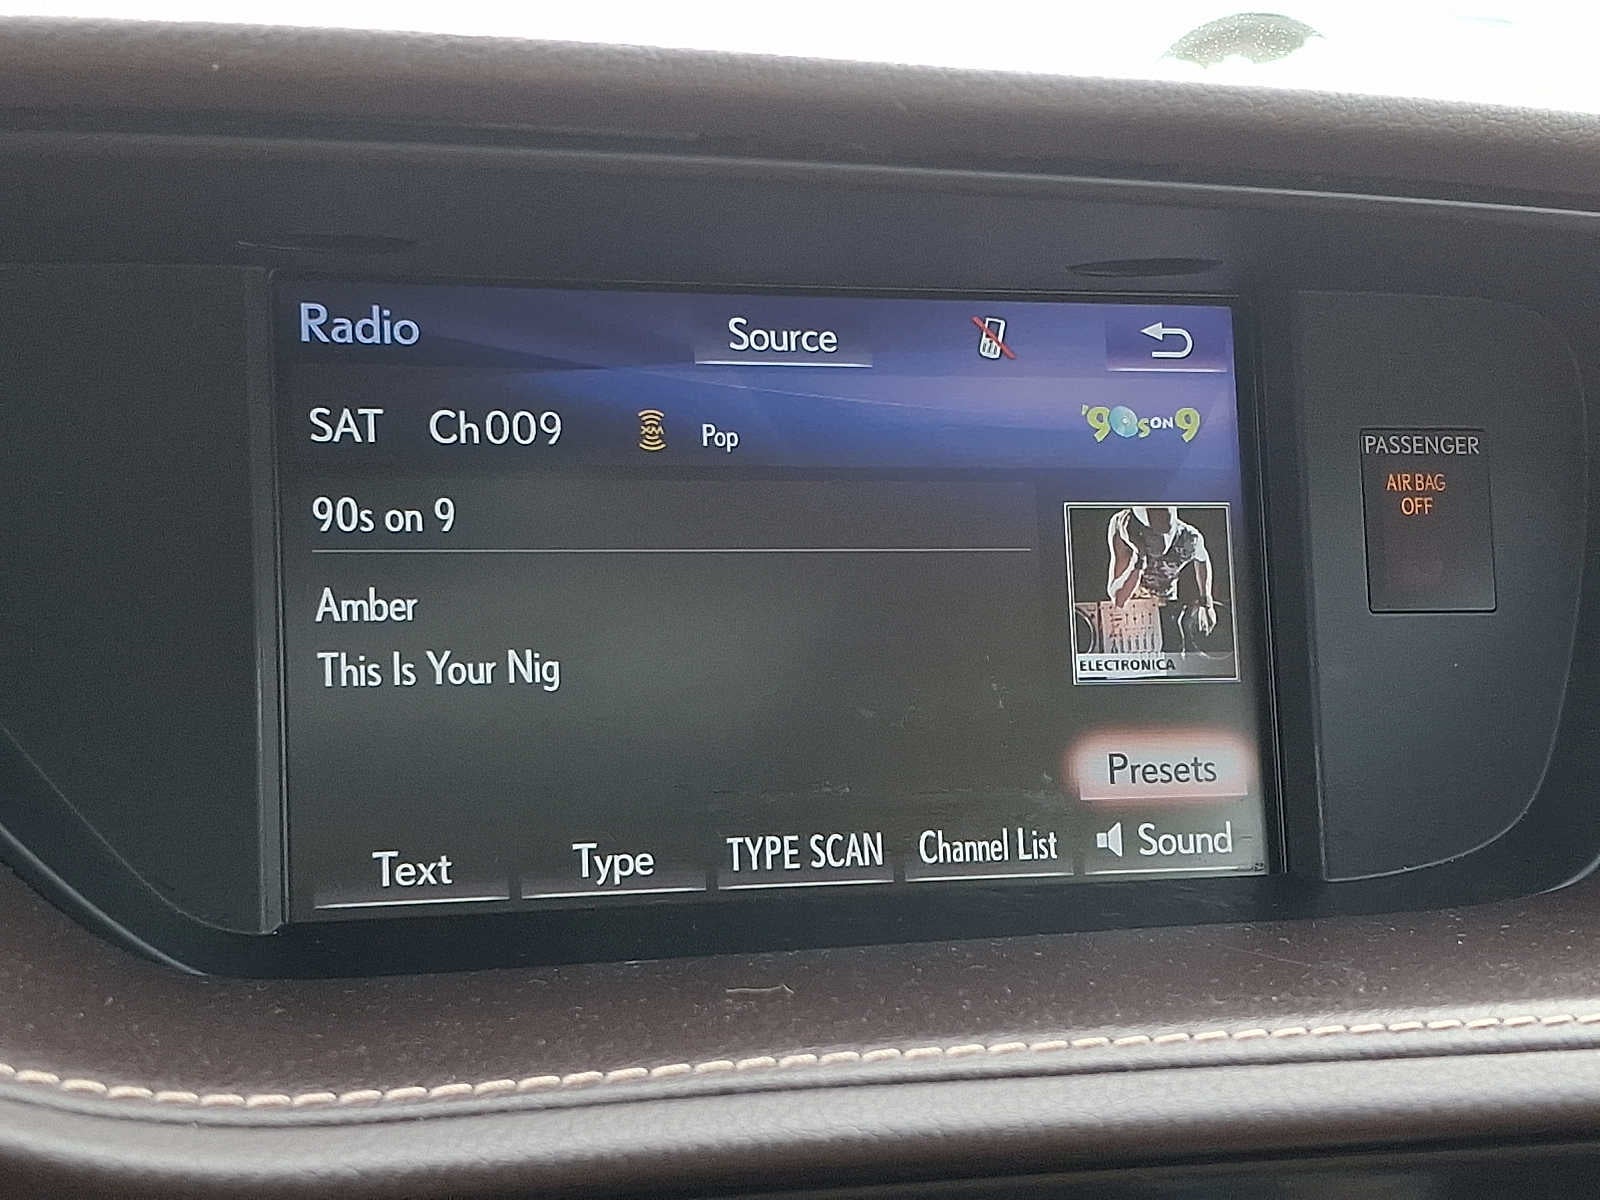 Radio
Source
SAT Ch009 XM Pop '90s ON 9
90s on 9
Amber
This Is Your Nig
ELECTRONICA
Presets
Text Type TYPE SCAN Channel List Sound
PASSENGER
AIR BAG
OFF